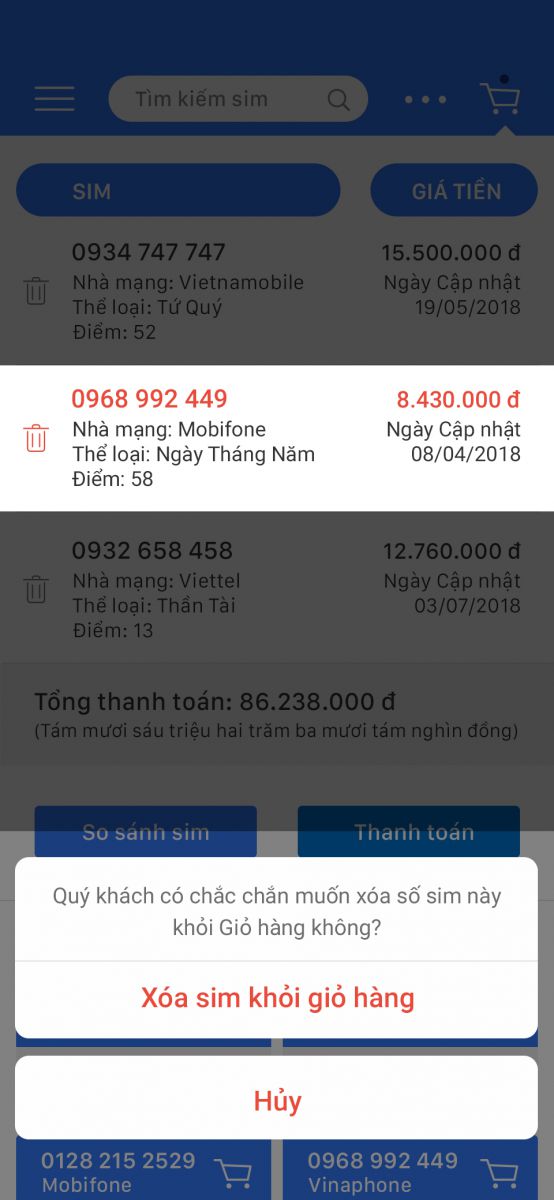 Tìm kiếm sim
SIM
GIÁ TIỀN
0934 747 747
15.500.000 đ
Nhà mạng: Vietnamobile
Ngày Cập nhật
Thể loại: Tứ Quý
19/05/2018
Điểm: 52
0968 992 449
8.430.000 đ
Nhà mạng: Mobifone
Ngày Cập nhật
Thể loại: Ngày Tháng Năm
08/04/2018
Điểm: 58
0932 658 458
12.760.000 đ
Nhà mạng: Viettel
Ngày Cập nhật
Thể loại: Thần Tài
03/07/2018
Điểm: 13
Tổng thanh toán: 86.238.000 đ
(Tám mươi sáu triệu hai trăm ba mươi tám nghìn đồng)
So sánh sim
Thanh toán
Quý khách có chắc chắn muốn xóa số sim này
khỏi Giỏ hàng không?
Xóa sim khỏi giỏ hàng
Hủy
0128 215 2529
Mobifone
0968 992 449
Vinaphone